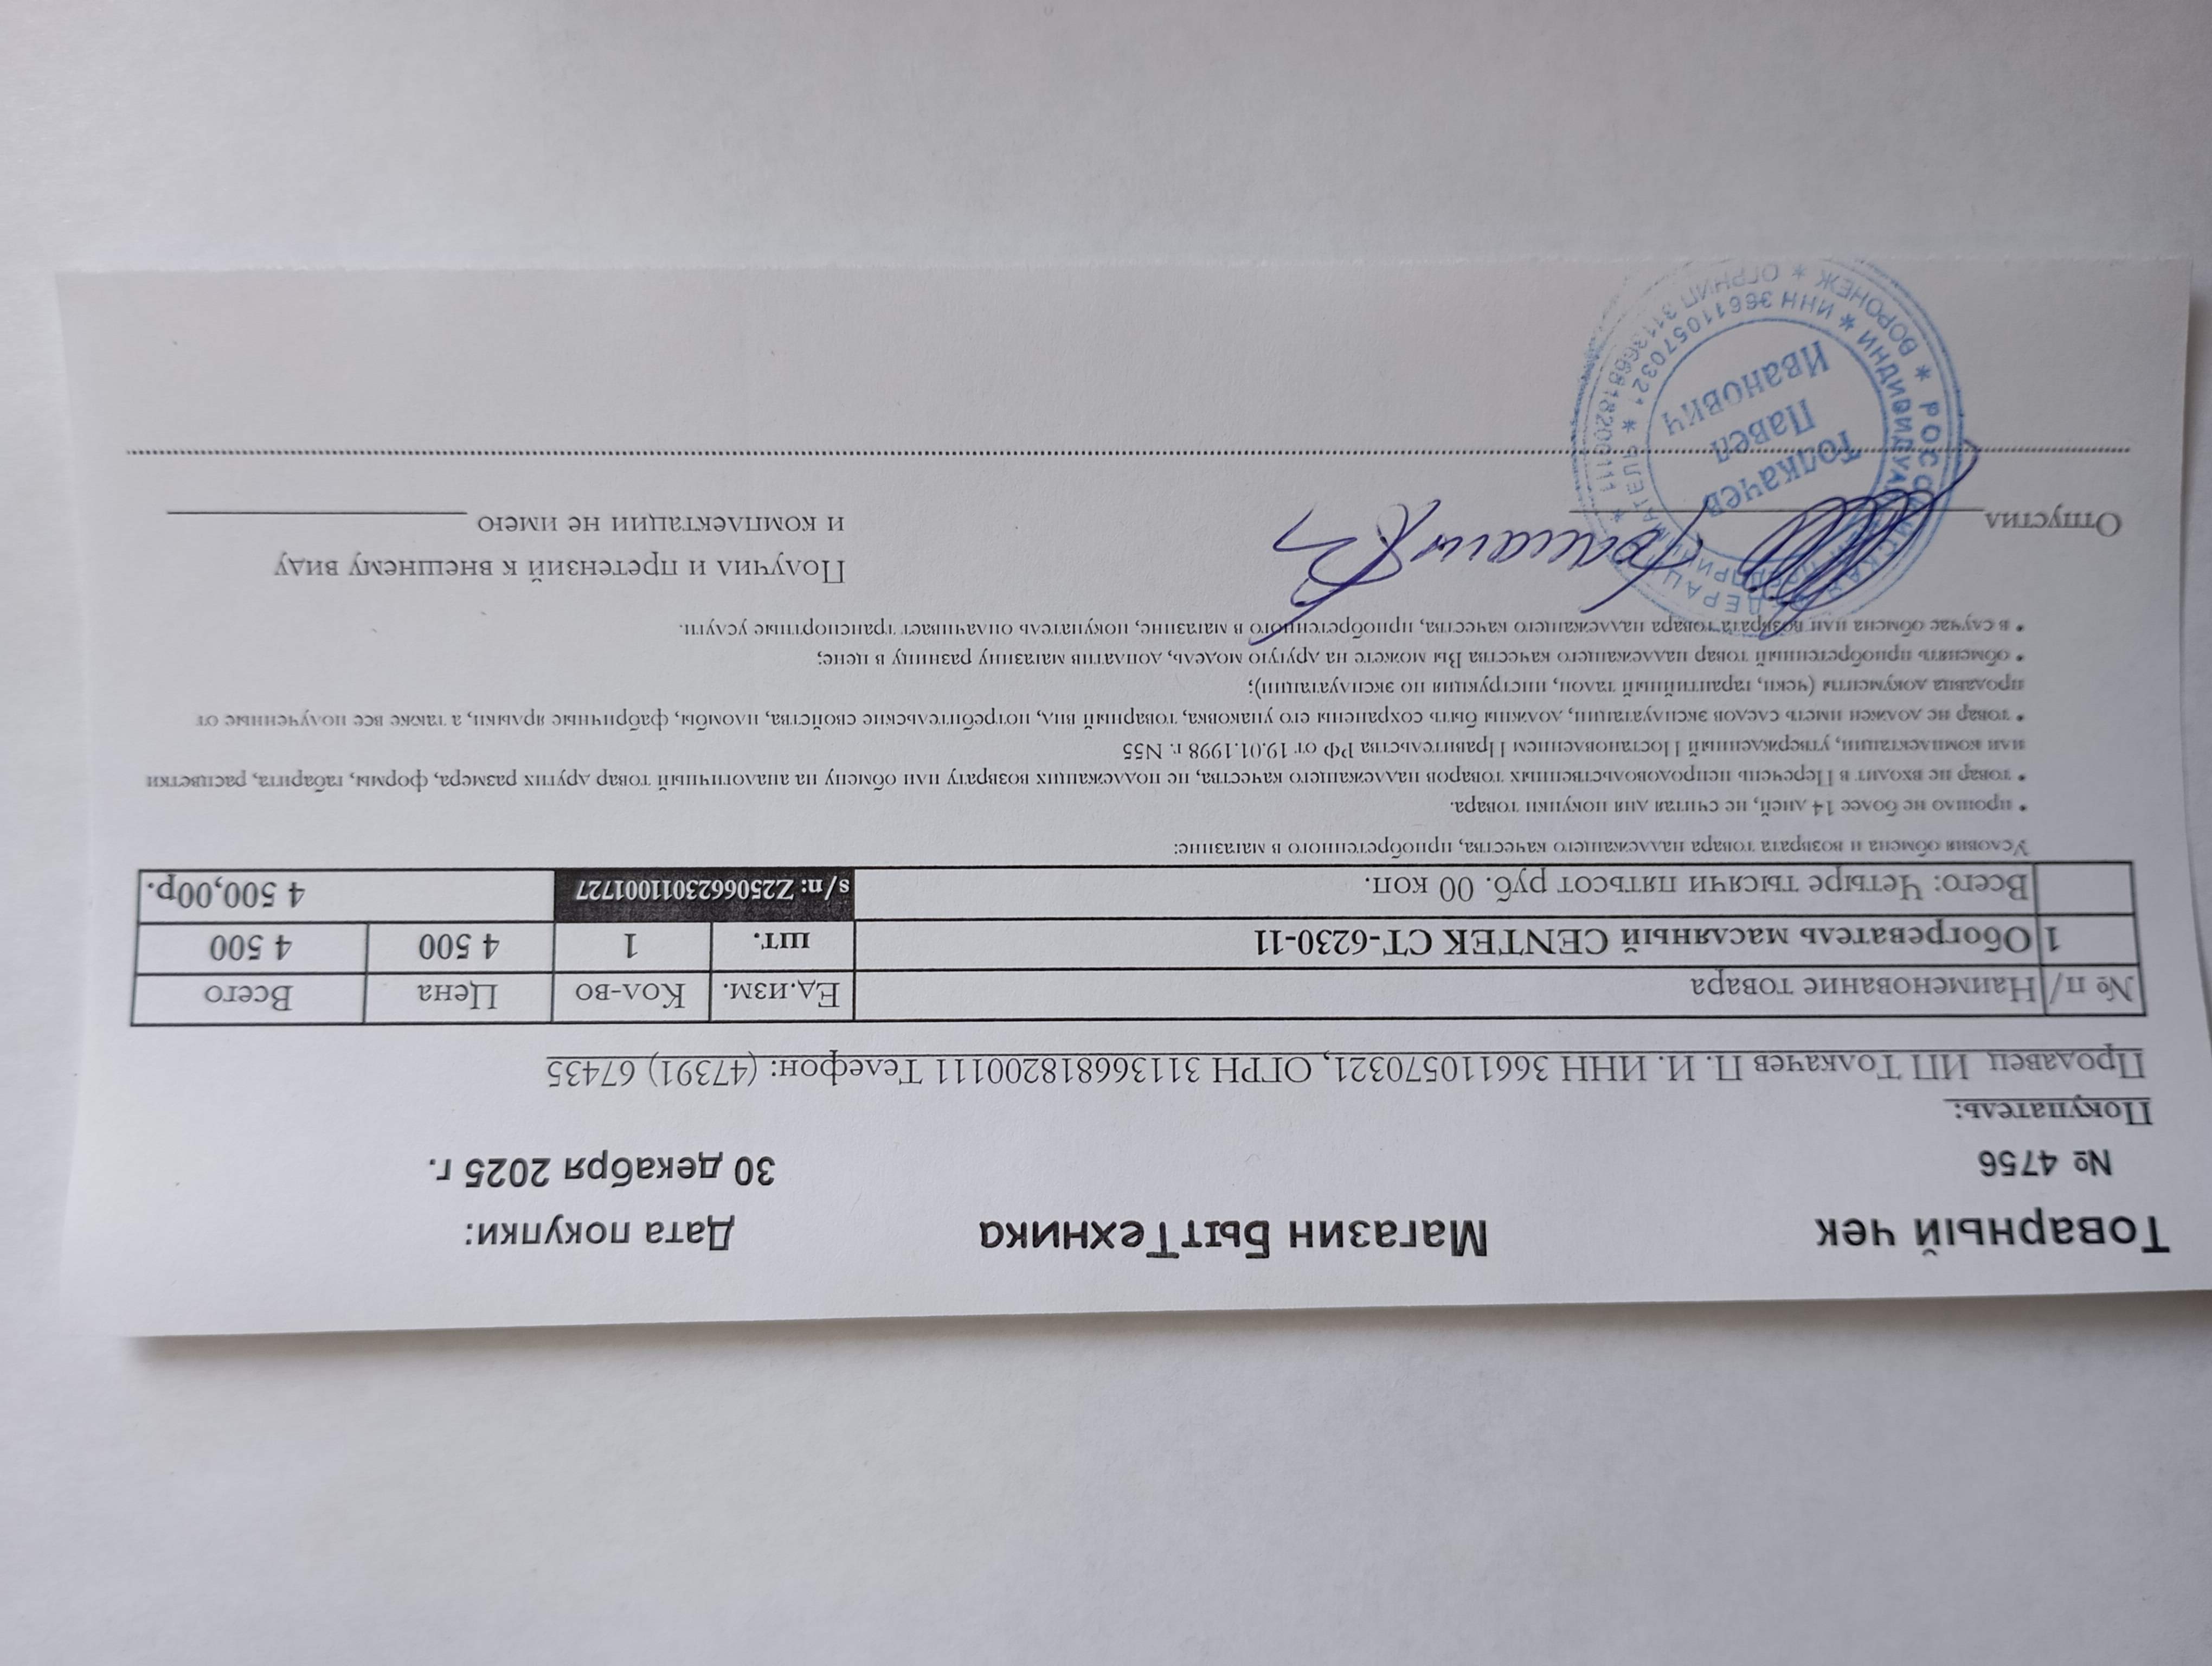 Товарный чек Магазин БытТехника Дата покупки:
№ 4756 30 декабря 2025 г.
Покупатель:
Продавец ИП Толкачев П. И. ИНН 366110570321, ОГРН 311366818200111 Телефон: (47391) 67435
№ п/ Наименование товара Ед.изм. Кол-во Цена Всего
1 Обогреватель масляный CENTEK CT-6230-11 шт. 1 4 500 4 500
Всего: Четыре тысячи пятьсот руб. 00 коп. s/n: Z2506623011001727 4 500,00р.
Условия обмена и возврата товара надлежащего качества, приобретенного в магазине:
• прошло не более 14 дней, не считая дня покупки товара.
• товар не входит в Перечень непродовольственных товаров надлежащего качества, не подлежащих возврату или обмену на аналогичный товар других размера, формы, габарита, расцветки
или комплектации, утвержденный Постановлением Правительства РФ от 19.01.1998 г. N55
• товар не должен иметь следов эксплуатации, должны быть сохранены его упаковка, товарный вид, потребительские свойства, пломбы, фабричные ярлыки, а также все полученные от
продавца документы (чеки, гарантийный талон, инструкция по эксплуатации);
• обменять приобретенный товар надлежащего качества Вы можете на другую модель, доплатив магазину разницу в цене;
• в случае обмена или возврата товара надлежащего качества, приобретенного в магазине, покупатель оплачивает транспортные услуги.
Получил и претензий к внешнему виду
Отпустил и комплектации не имею
РОССИЙСКАЯ ФЕДЕРАЦИЯ * ОГРНИП 311366818200111 * ВОРОНЕЖ *
ИНДИВИДУАЛЬНЫЙ ПРЕДПРИНИМАТЕЛЬ * ИНН 366110570321 *
Толкачев
Павел
Иванович